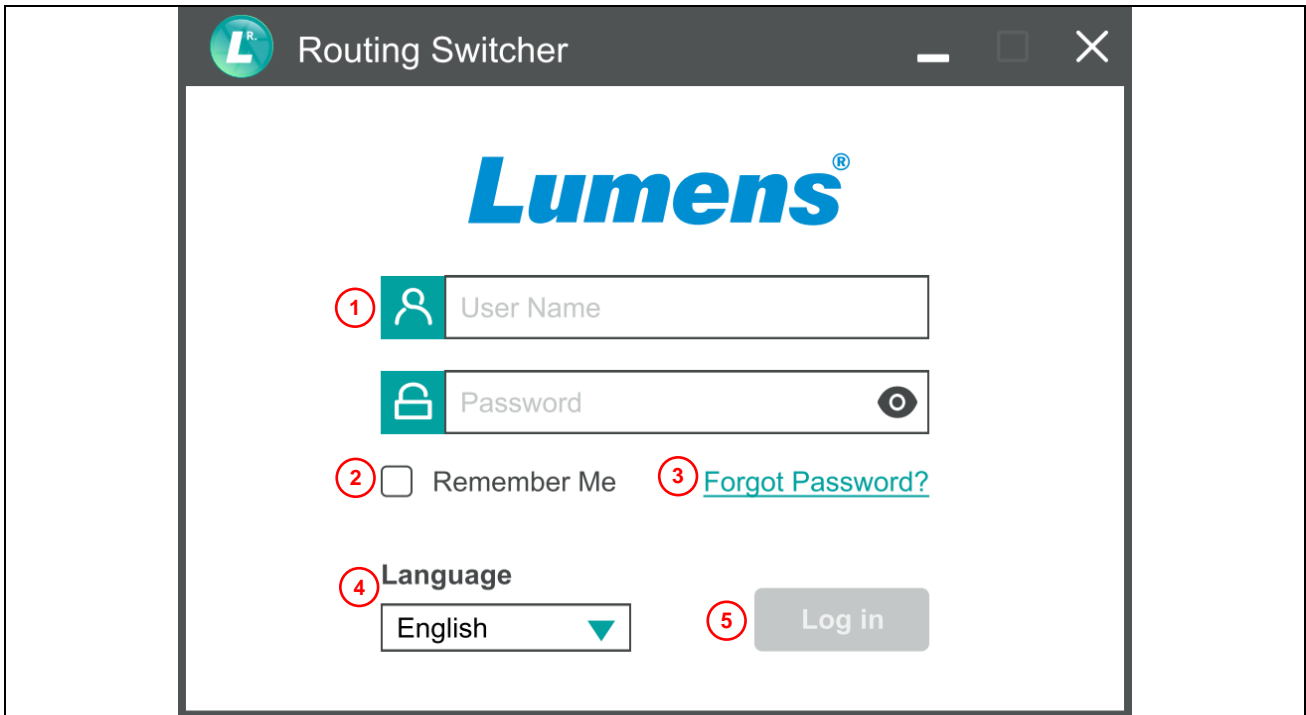 L R.
Routing Switcher
Lumens®
1
User Name
Password
2
Remember Me
3
Forgot Password?
4
Language
English
5
Log in